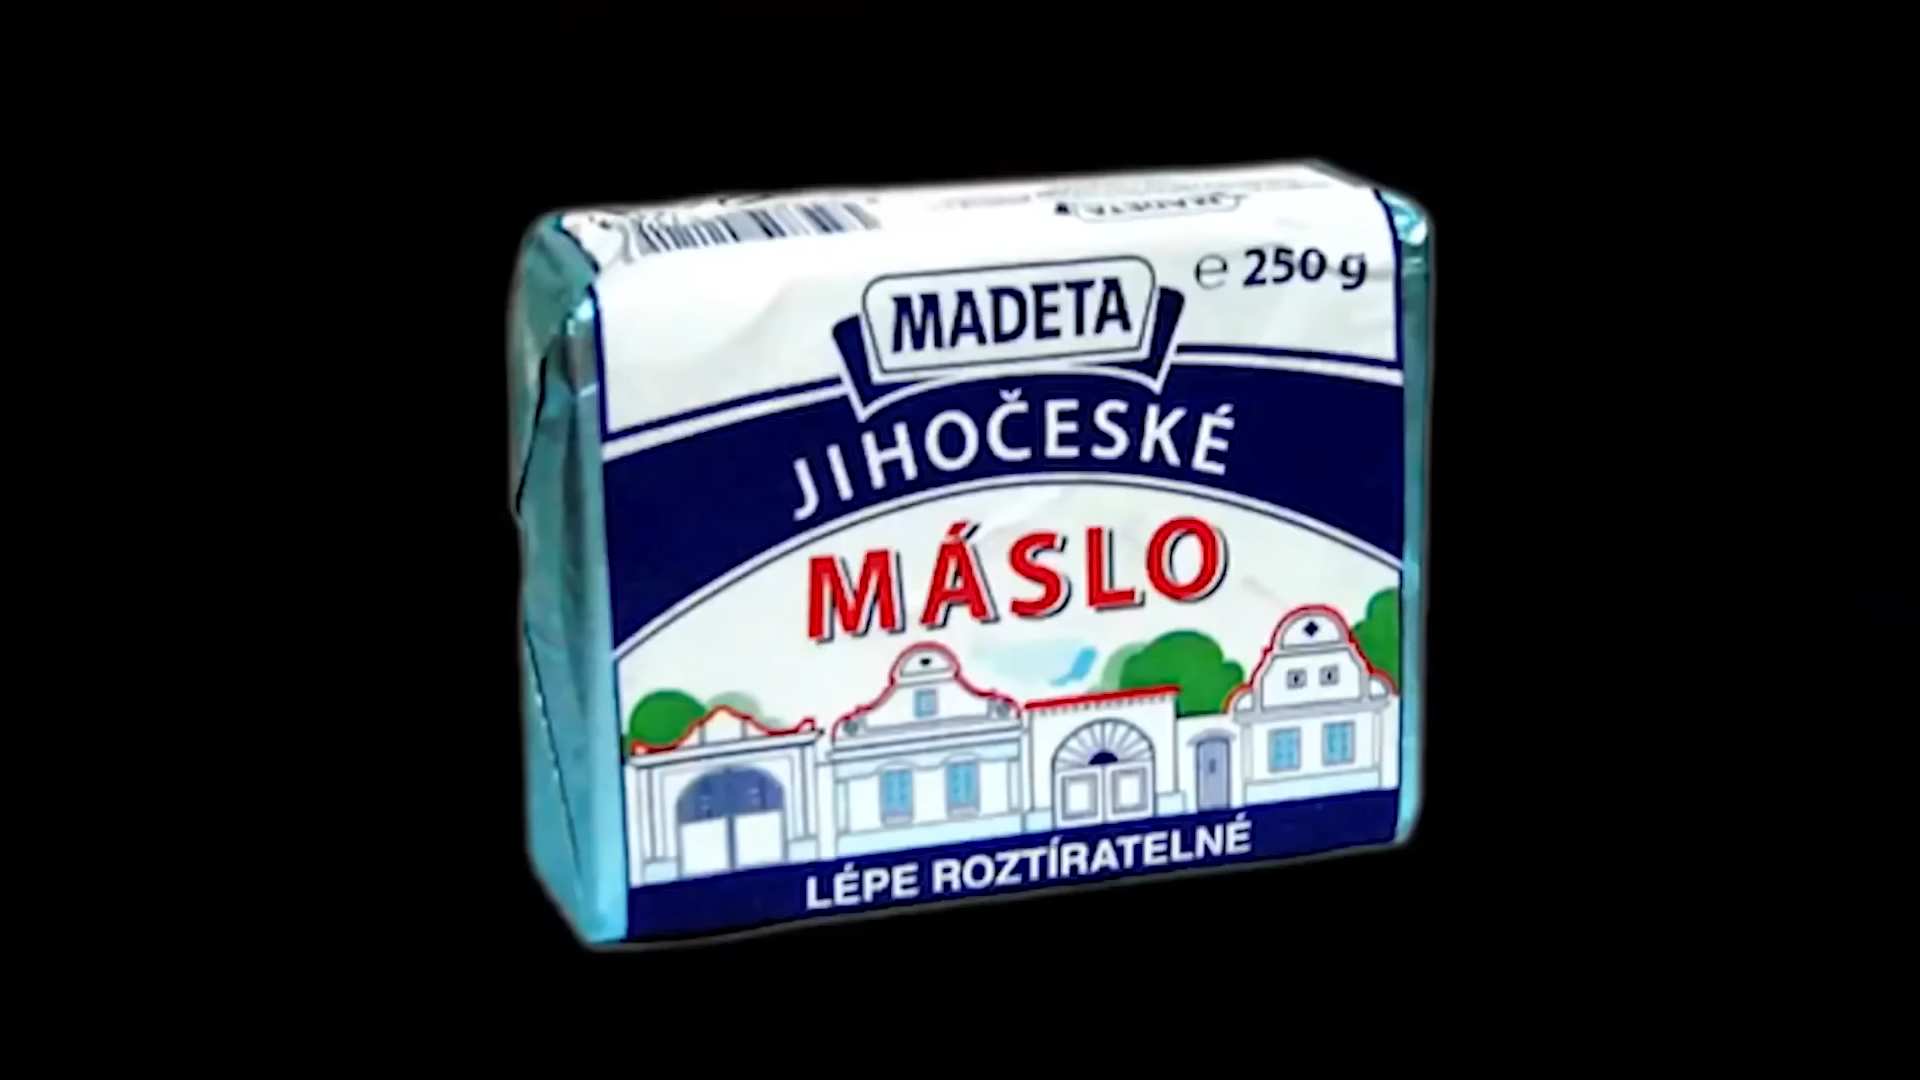 ℮ 250 g
MADETA
JIHOČESKÉ
MÁSLO
LÉPE ROZTÍRATELNÉ